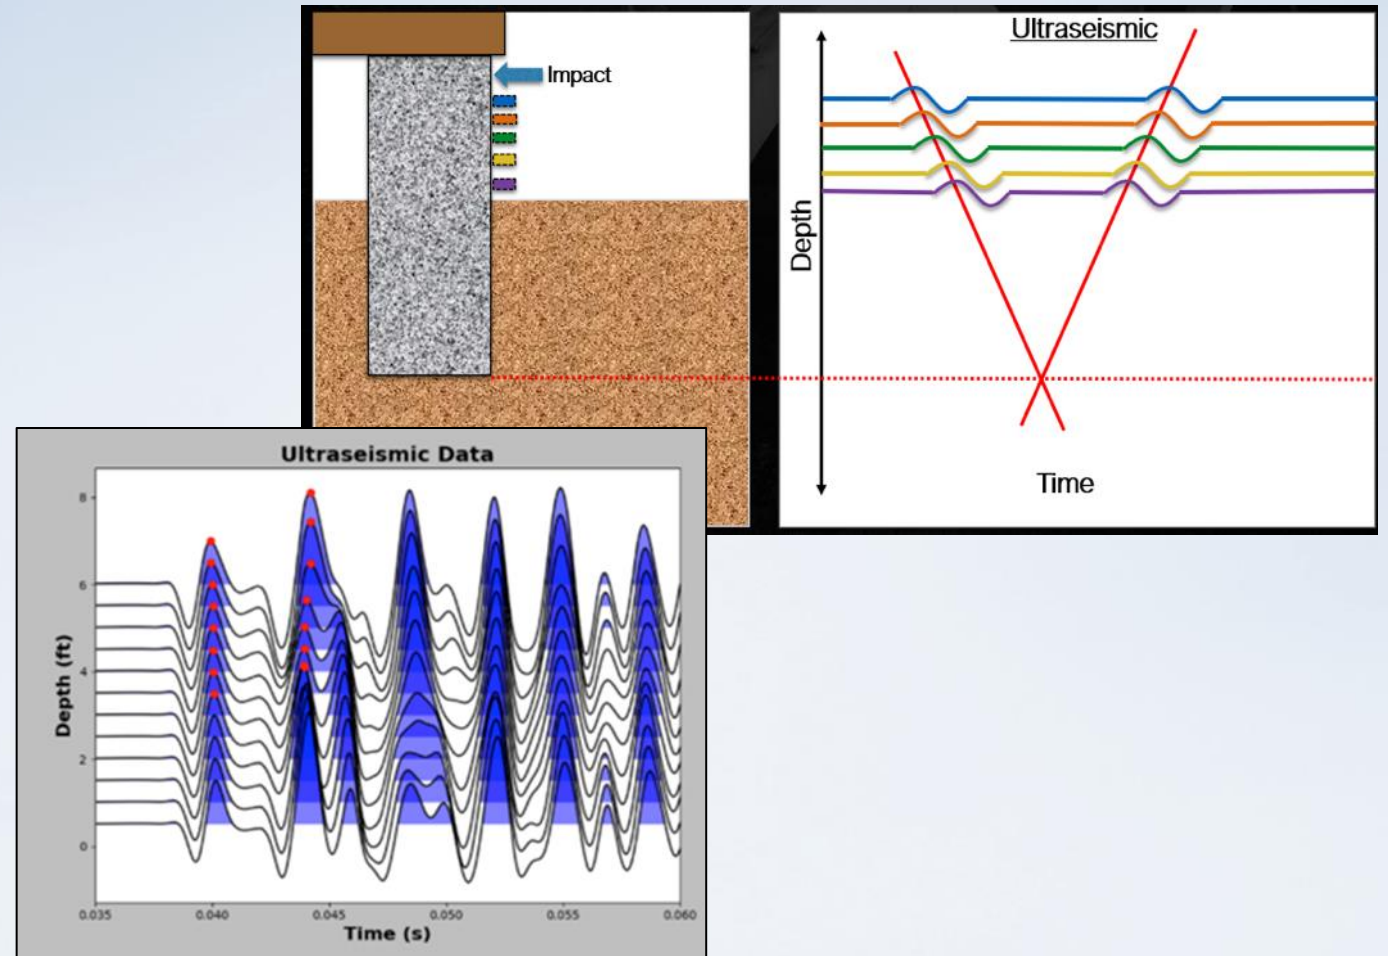 Impact
Ultraseismic
Depth
Time
Ultraseismic Data
8
6
4
2
0
Depth (ft)
0.035 0.040 0.045 0.050 0.055 0.060
Time (s)